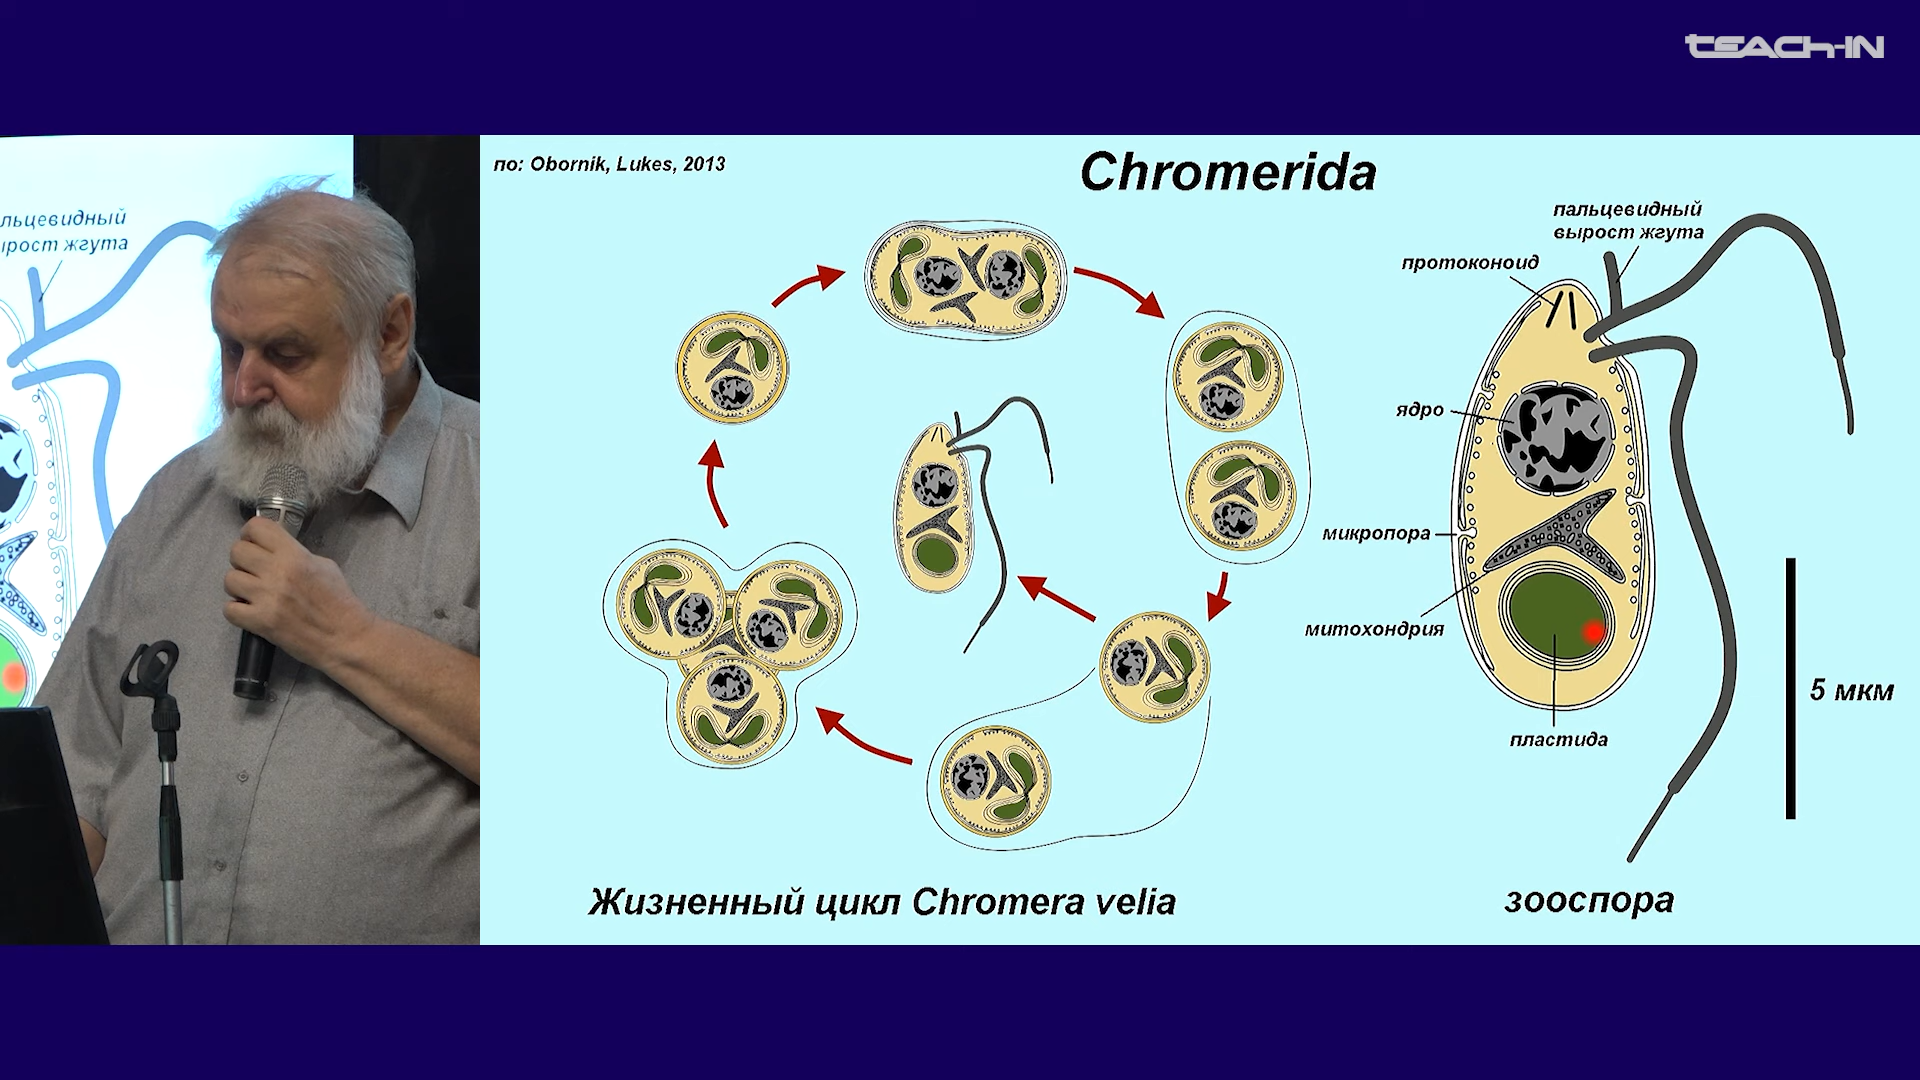 TEACH-IN
по: Obornik, Lukes, 2013
Chromerida
пальцевидный
вырост жгута
протоконоид
ядро
микропора
митохондрия
5 мкм
пластида
Жизненный цикл Chromera velia
зооспора
льцевидный
рост жгута